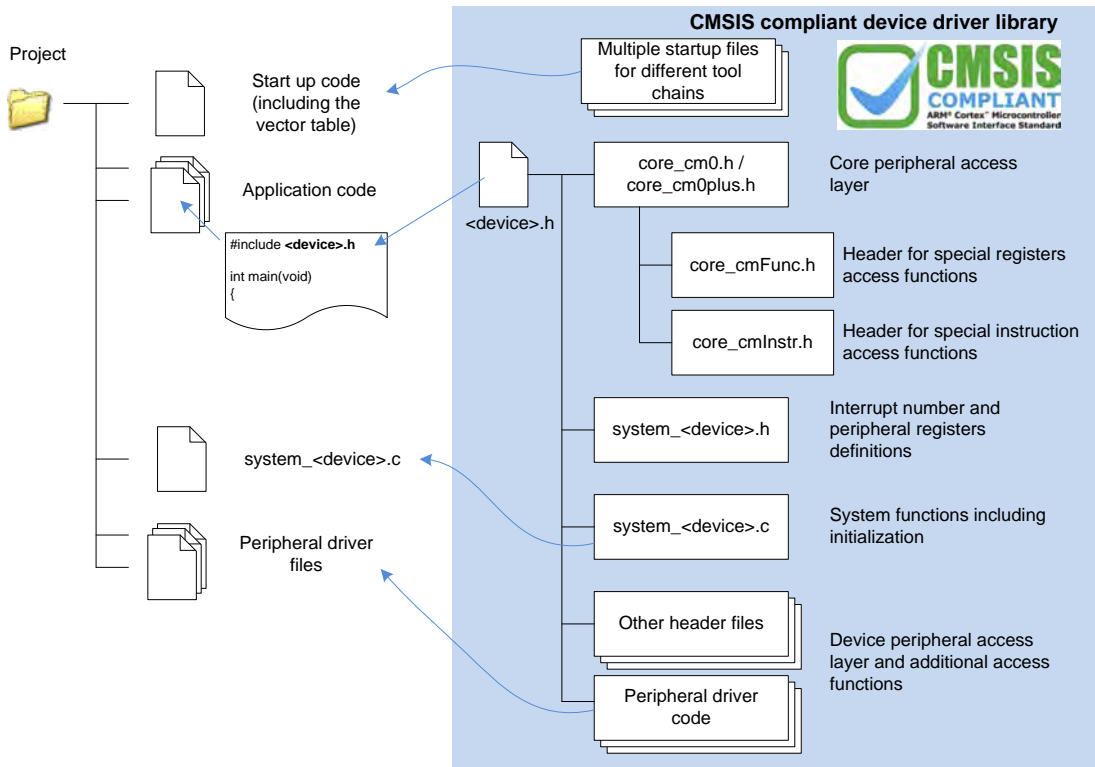 CMSIS compliant device driver library
Project
Start up code
(including the
vector table)
Multiple startup files
for different tool
chains
CMSIS
COMPLIANT
ARM® Cortex™ Microcontroller
Software Interface Standard
Application code
#include <device>.h
int main(void)
{
<device>.h
core_cm0.h /
core_cm0plus.h
Core peripheral access
layer
core_cmFunc.h
Header for special registers
access functions
core_cmInstr.h
Header for special instruction
access functions
system_<device>.h
Interrupt number and
peripheral registers
definitions
system_<device>.c
system_<device>.c
System functions including
initialization
Peripheral driver
files
Other header files
Peripheral driver
code
Device peripheral access
layer and additional access
functions